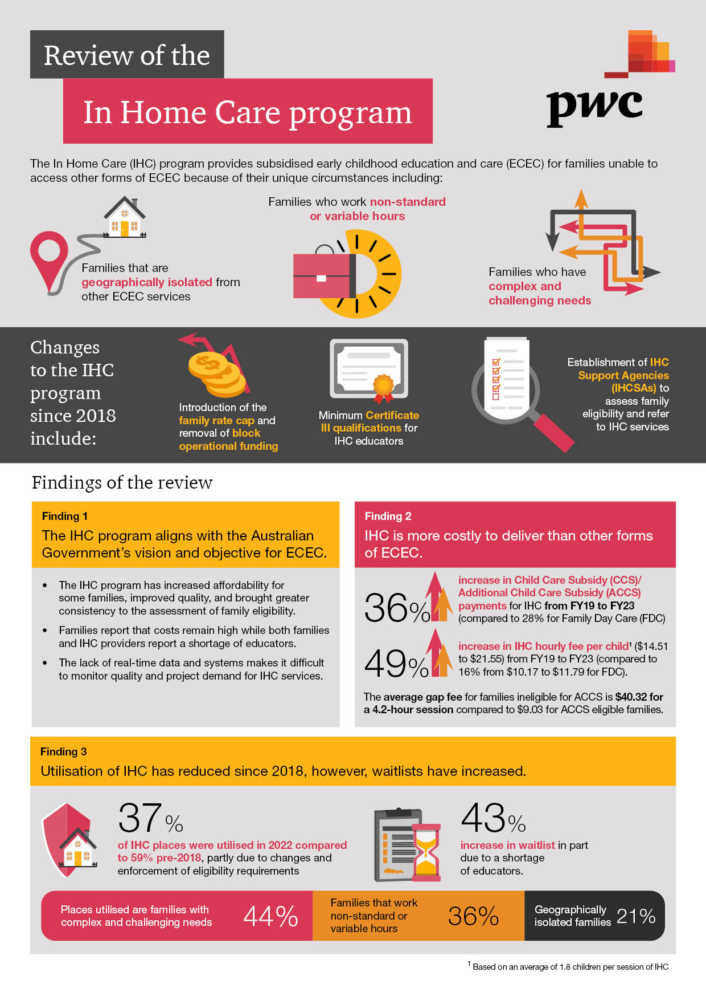 Review of the
In Home Care program
pwc
The In Home Care (IHC) program provides subsidised early childhood education and care (ECEC) for families unable to
access other forms of ECEC because of their unique circumstances including:
Families that are
geographically isolated from
other ECEC services
Families who work non-standard
or variable hours
Families who have
complex and
challenging needs
Changes
to the IHC
program
since 2018
include:
Introduction of the
family rate cap and
removal of block
operational funding
Minimum Certificate
III qualifications for
IHC educators
Establishment of IHC
Support Agencies
(IHCSAs) to
assess family
eligibility and refer
to IHC services
Findings of the review
Finding 1
The IHC program aligns with the Australian
Government's vision and objective for ECEC.
• The IHC program has increased affordability for
some families, improved quality, and brought greater
consistency to the assessment of family eligibility.
• Families report that costs remain high while both families
and IHC providers report a shortage of educators.
• The lack of real-time data and systems makes it difficult
to monitor quality and project demand for IHC services.
Finding 2
IHC is more costly to deliver than other forms
of ECEC.
36%
increase in Child Care Subsidy (CCS)/
Additional Child Care Subsidy (ACCS)
payments for IHC from FY19 to FY23
(compared to 28% for Family Day Care (FDC)
49%
increase in IHC hourly fee per child¹ ($14.51
to $21.55) from FY19 to FY23 (compared to
16% from $10.17 to $11.79 for FDC).
The average gap fee for families ineligible for ACCS is $40.32 for
a 4.2-hour session compared to $9.03 for ACCS eligible families.
Finding 3
Utilisation of IHC has reduced since 2018, however, waitlists have increased.
37%
of IHC places were utilised in 2022 compared
to 59% pre-2018, partly due to changes and
enforcement of eligibility requirements
43%
increase in waitlist in part
due to a shortage
of educators.
Places utilised are families with
complex and challenging needs
44%
Families that work
non-standard or
variable hours
36%
Geographically
isolated families
21%
¹ Based on an average of 1.8 children per session of IHC